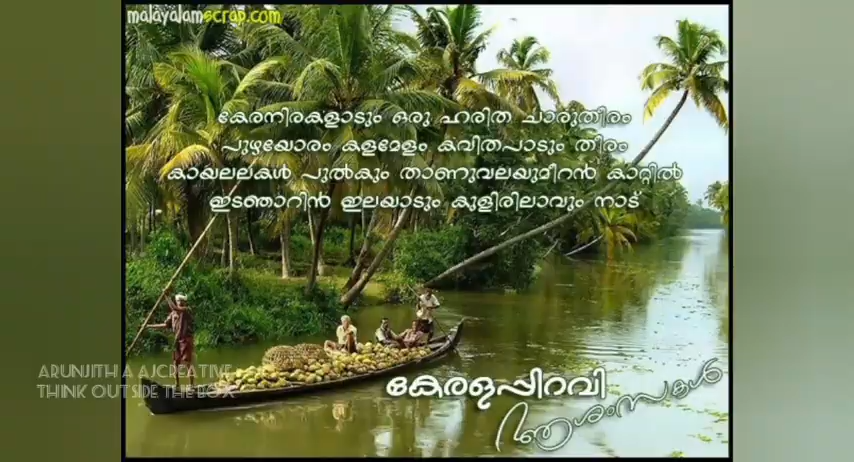 malayalamscrap.com
കേരനിരകളാടും ഒരു ഹരിത ചാരുതീരം
പുഴയോരം കളമേളം കവിതപാടും തീരം
കായലലകൾ പുൽകും താണുവലയുമീറൻ കാറ്റിൽ
ഇടഞാറിൻ ഇലയാടും കുളിരിലാവും നാട്
ARUNJITH A AJCREATIVE
THINK OUTSIDE THE BOX
കേരളപ്പിറവി
ആശംസകൾ